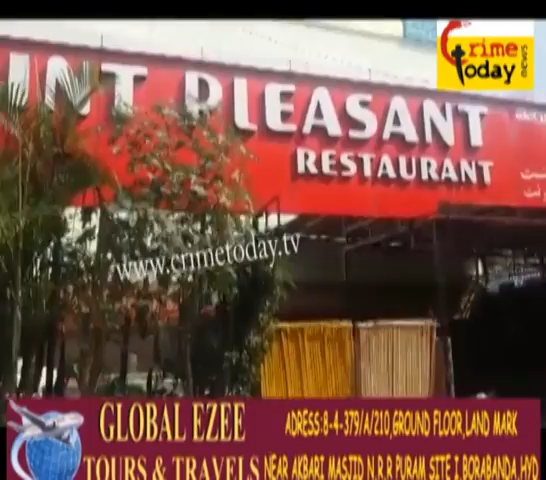 Crime
Today
news
INT PLEASANT
RESTAURANT
www.crimetoday.tv
GLOBAL EZEE
TOURS & TRAVELS
ADRESS:8-4-379/A/210,GROUND FLOOR,LAND MARK
NEAR AKBARI MASJID N.R.R PURAM SITE I,BORABANDA,HYD